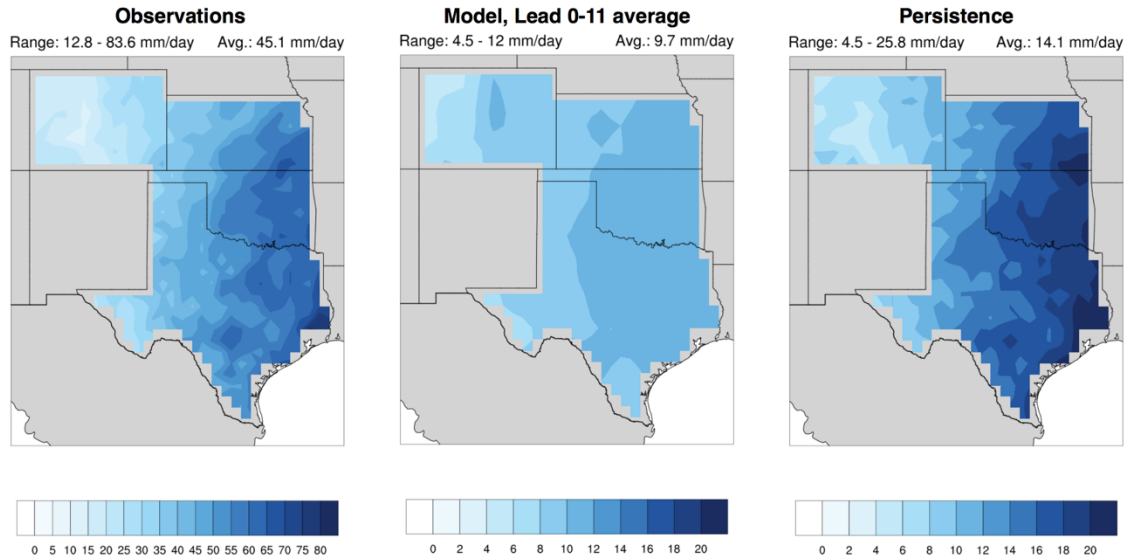 Observations
Range: 12.8 - 83.6 mm/day Avg.: 45.1 mm/day
0 5 10 15 20 25 30 35 40 45 50 55 60 65 70 75 80
Model, Lead 0-11 average
Range: 4.5 - 12 mm/day Avg.: 9.7 mm/day
0 2 4 6 8 10 12 14 16 18 20
Persistence
Range: 4.5 - 25.8 mm/day Avg.: 14.1 mm/day
0 2 4 6 8 10 12 14 16 18 20